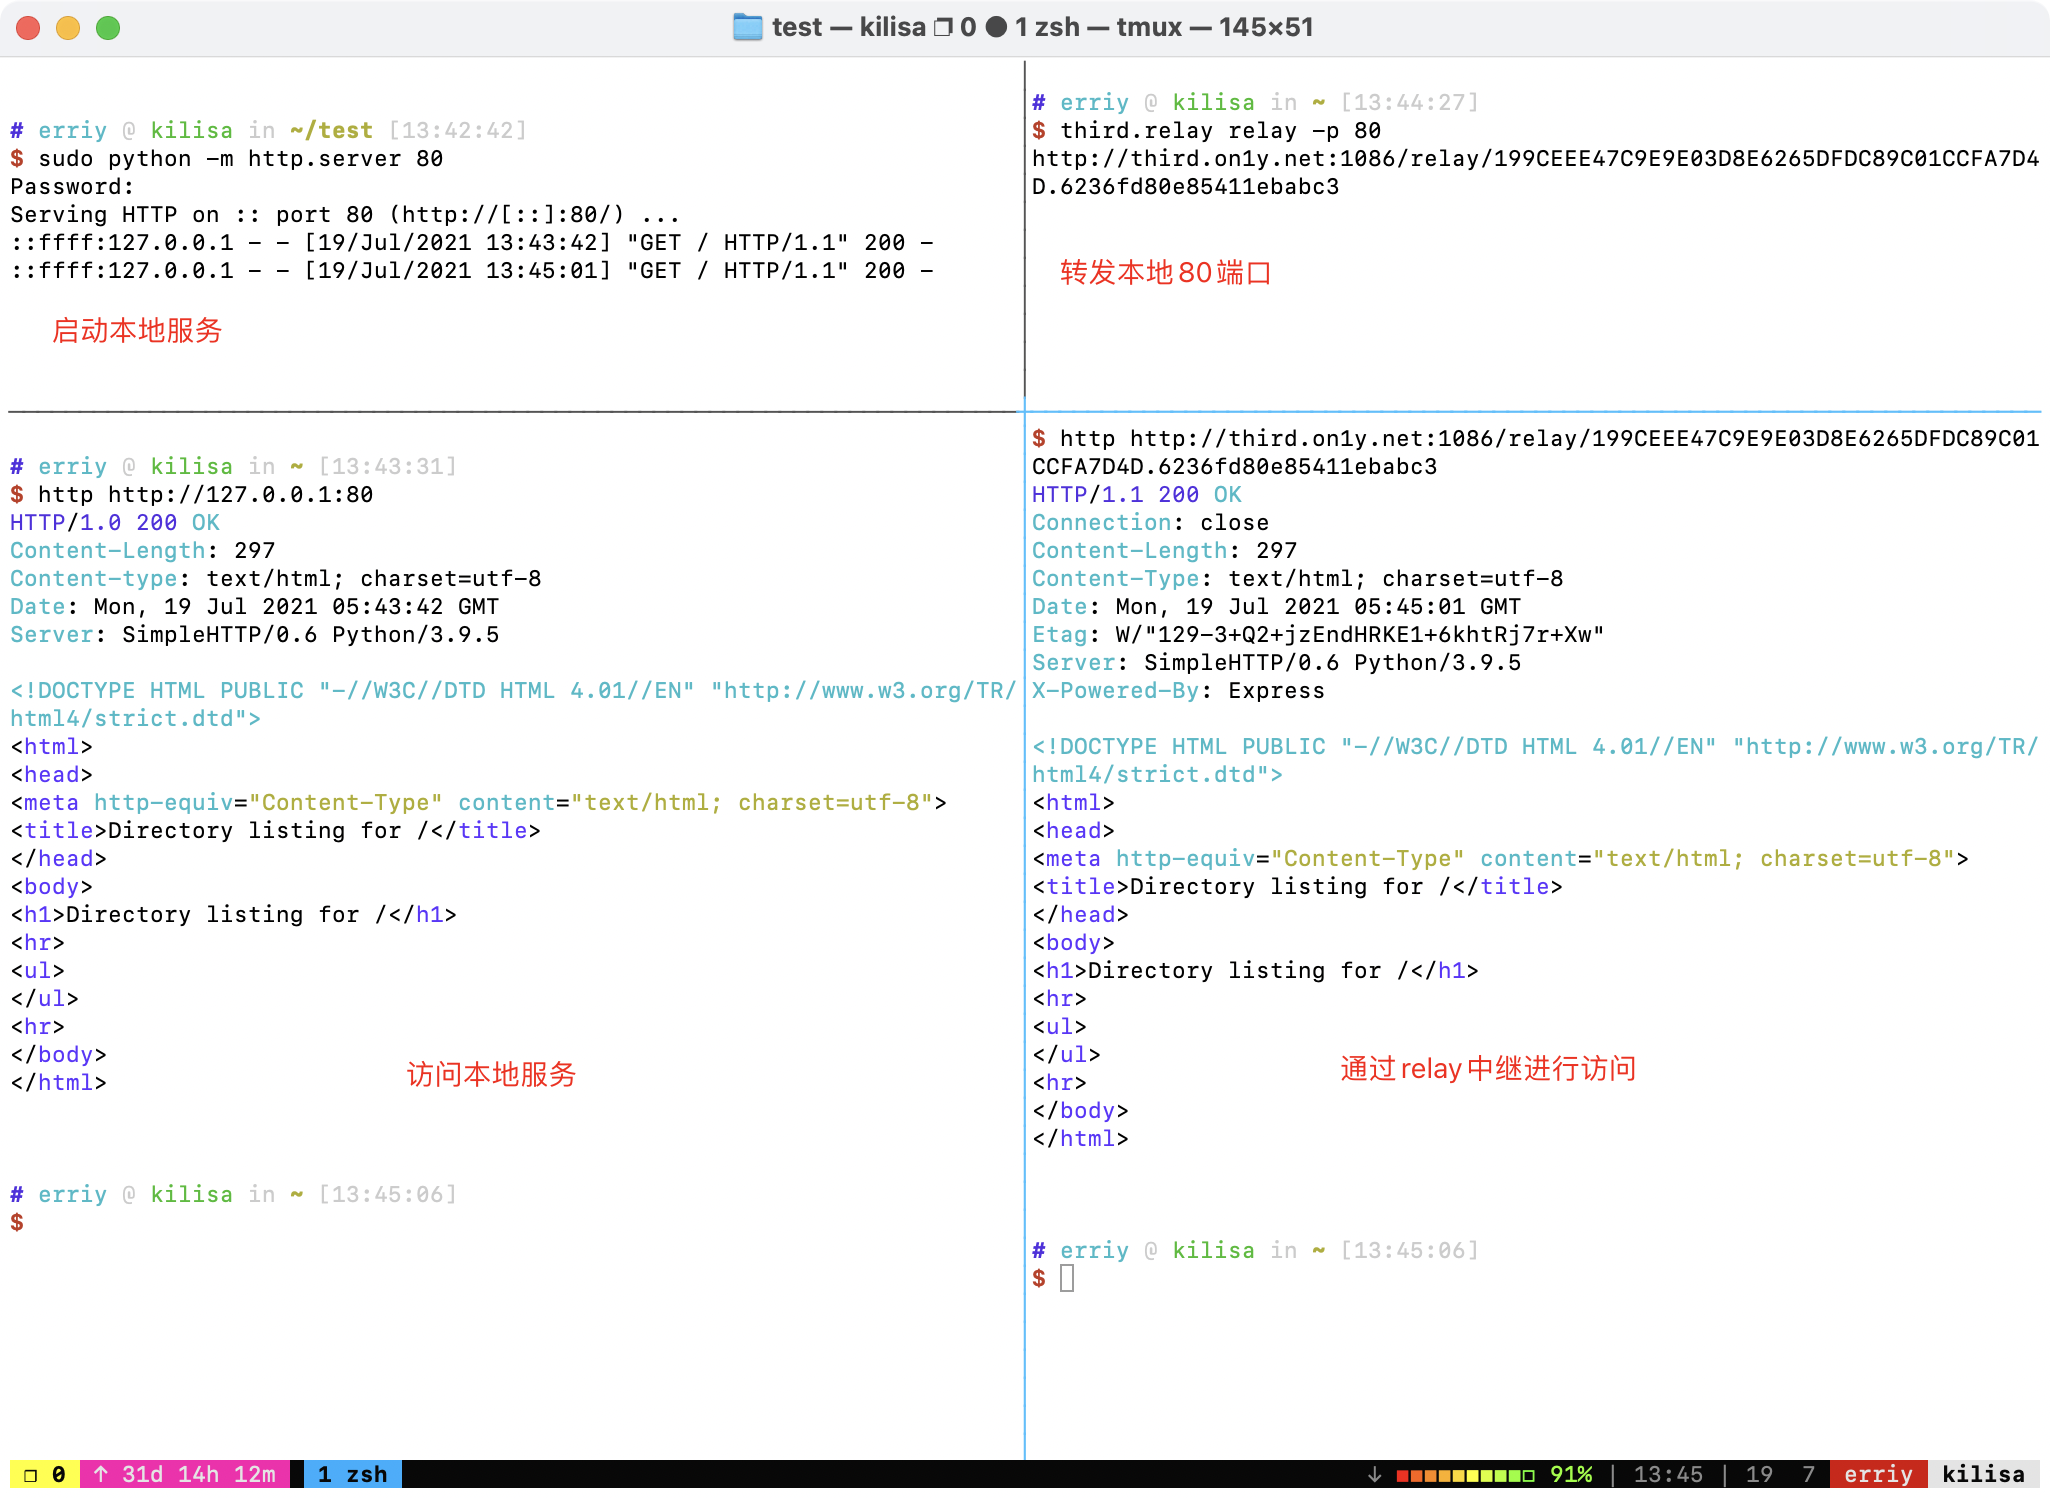 test — kilisa ❐ 0 ● 1 zsh — tmux — 145×51
# erriy @ kilisa in ~/test [13:42:42]
$ sudo python -m http.server 80
Password:
Serving HTTP on :: port 80 (http://[::]:80/) ...
::ffff:127.0.0.1 - - [19/Jul/2021 13:43:42] "GET / HTTP/1.1" 200 -
::ffff:127.0.0.1 - - [19/Jul/2021 13:45:01] "GET / HTTP/1.1" 200 -
启动本地服务
# erriy @ kilisa in ~ [13:44:27]
$ third.relay relay -p 80
http://third.on1y.net:1086/relay/199CEEE47C9E9E03D8E6265DFDC89C01CCFA7D4
D.6236fd80e85411ebabc3
转发本地80端口
# erriy @ kilisa in ~ [13:43:31]
$ http http://127.0.0.1:80
HTTP/1.0 200 OK
Content-Length: 297
Content-type: text/html; charset=utf-8
Date: Mon, 19 Jul 2021 05:43:42 GMT
Server: SimpleHTTP/0.6 Python/3.9.5
<!DOCTYPE HTML PUBLIC "-//W3C//DTD HTML 4.01//EN" "http://www.w3.org/TR/
html4/strict.dtd">
<html>
<head>
<meta http-equiv="Content-Type" content="text/html; charset=utf-8">
<title>Directory listing for /</title>
</head>
<body>
<h1>Directory listing for /</h1>
<hr>
<ul>
</ul>
<hr>
</body>
</html>
访问本地服务
# erriy @ kilisa in ~ [13:45:06]
$
$ http http://third.on1y.net:1086/relay/199CEEE47C9E9E03D8E6265DFDC89C01
CCFA7D4D.6236fd80e85411ebabc3
HTTP/1.1 200 OK
Connection: close
Content-Length: 297
Content-Type: text/html; charset=utf-8
Date: Mon, 19 Jul 2021 05:45:01 GMT
Etag: W/"129-3+Q2+jzEndHRKE1+6khtRj7r+Xw"
Server: SimpleHTTP/0.6 Python/3.9.5
X-Powered-By: Express
<!DOCTYPE HTML PUBLIC "-//W3C//DTD HTML 4.01//EN" "http://www.w3.org/TR/
html4/strict.dtd">
<html>
<head>
<meta http-equiv="Content-Type" content="text/html; charset=utf-8">
<title>Directory listing for /</title>
</head>
<body>
<h1>Directory listing for /</h1>
<hr>
<ul>
</ul>
<hr>
</body>
</html>
通过relay中继进行访问
# erriy @ kilisa in ~ [13:45:06]
$
❐ 0 ↑ 31d 14h 12m 1 zsh ↓ 91% | 13:45 | 19 7 erriy kilisa